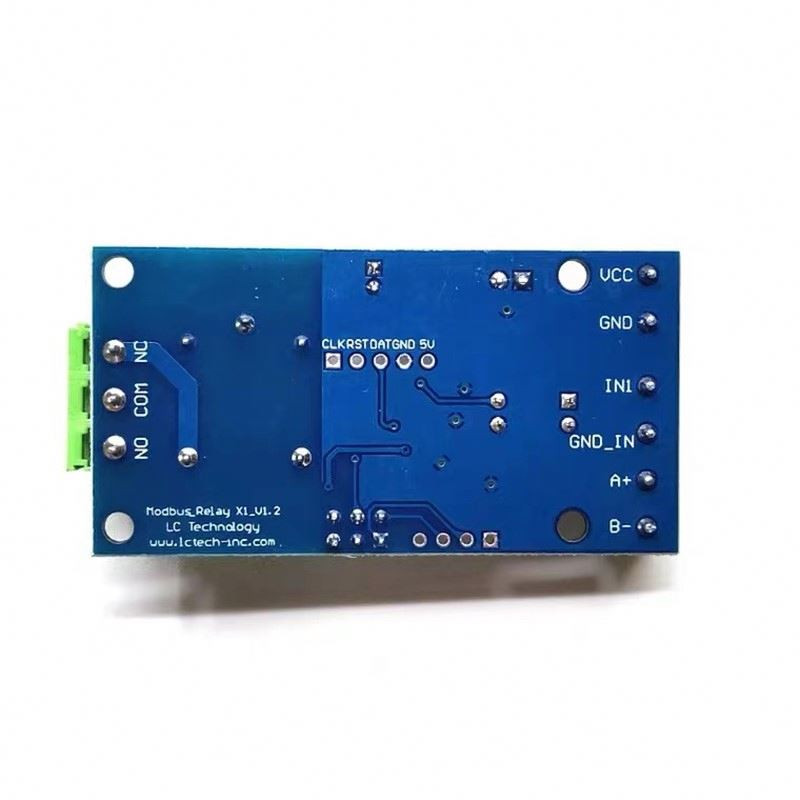 VCC
GND
NC
CLKRSTDATGND 5V
COM
IN1
NO
GND_IN
A+
Modbus_Relay X1_V1.2
LC Technology
www.lctech-inc.com
B-